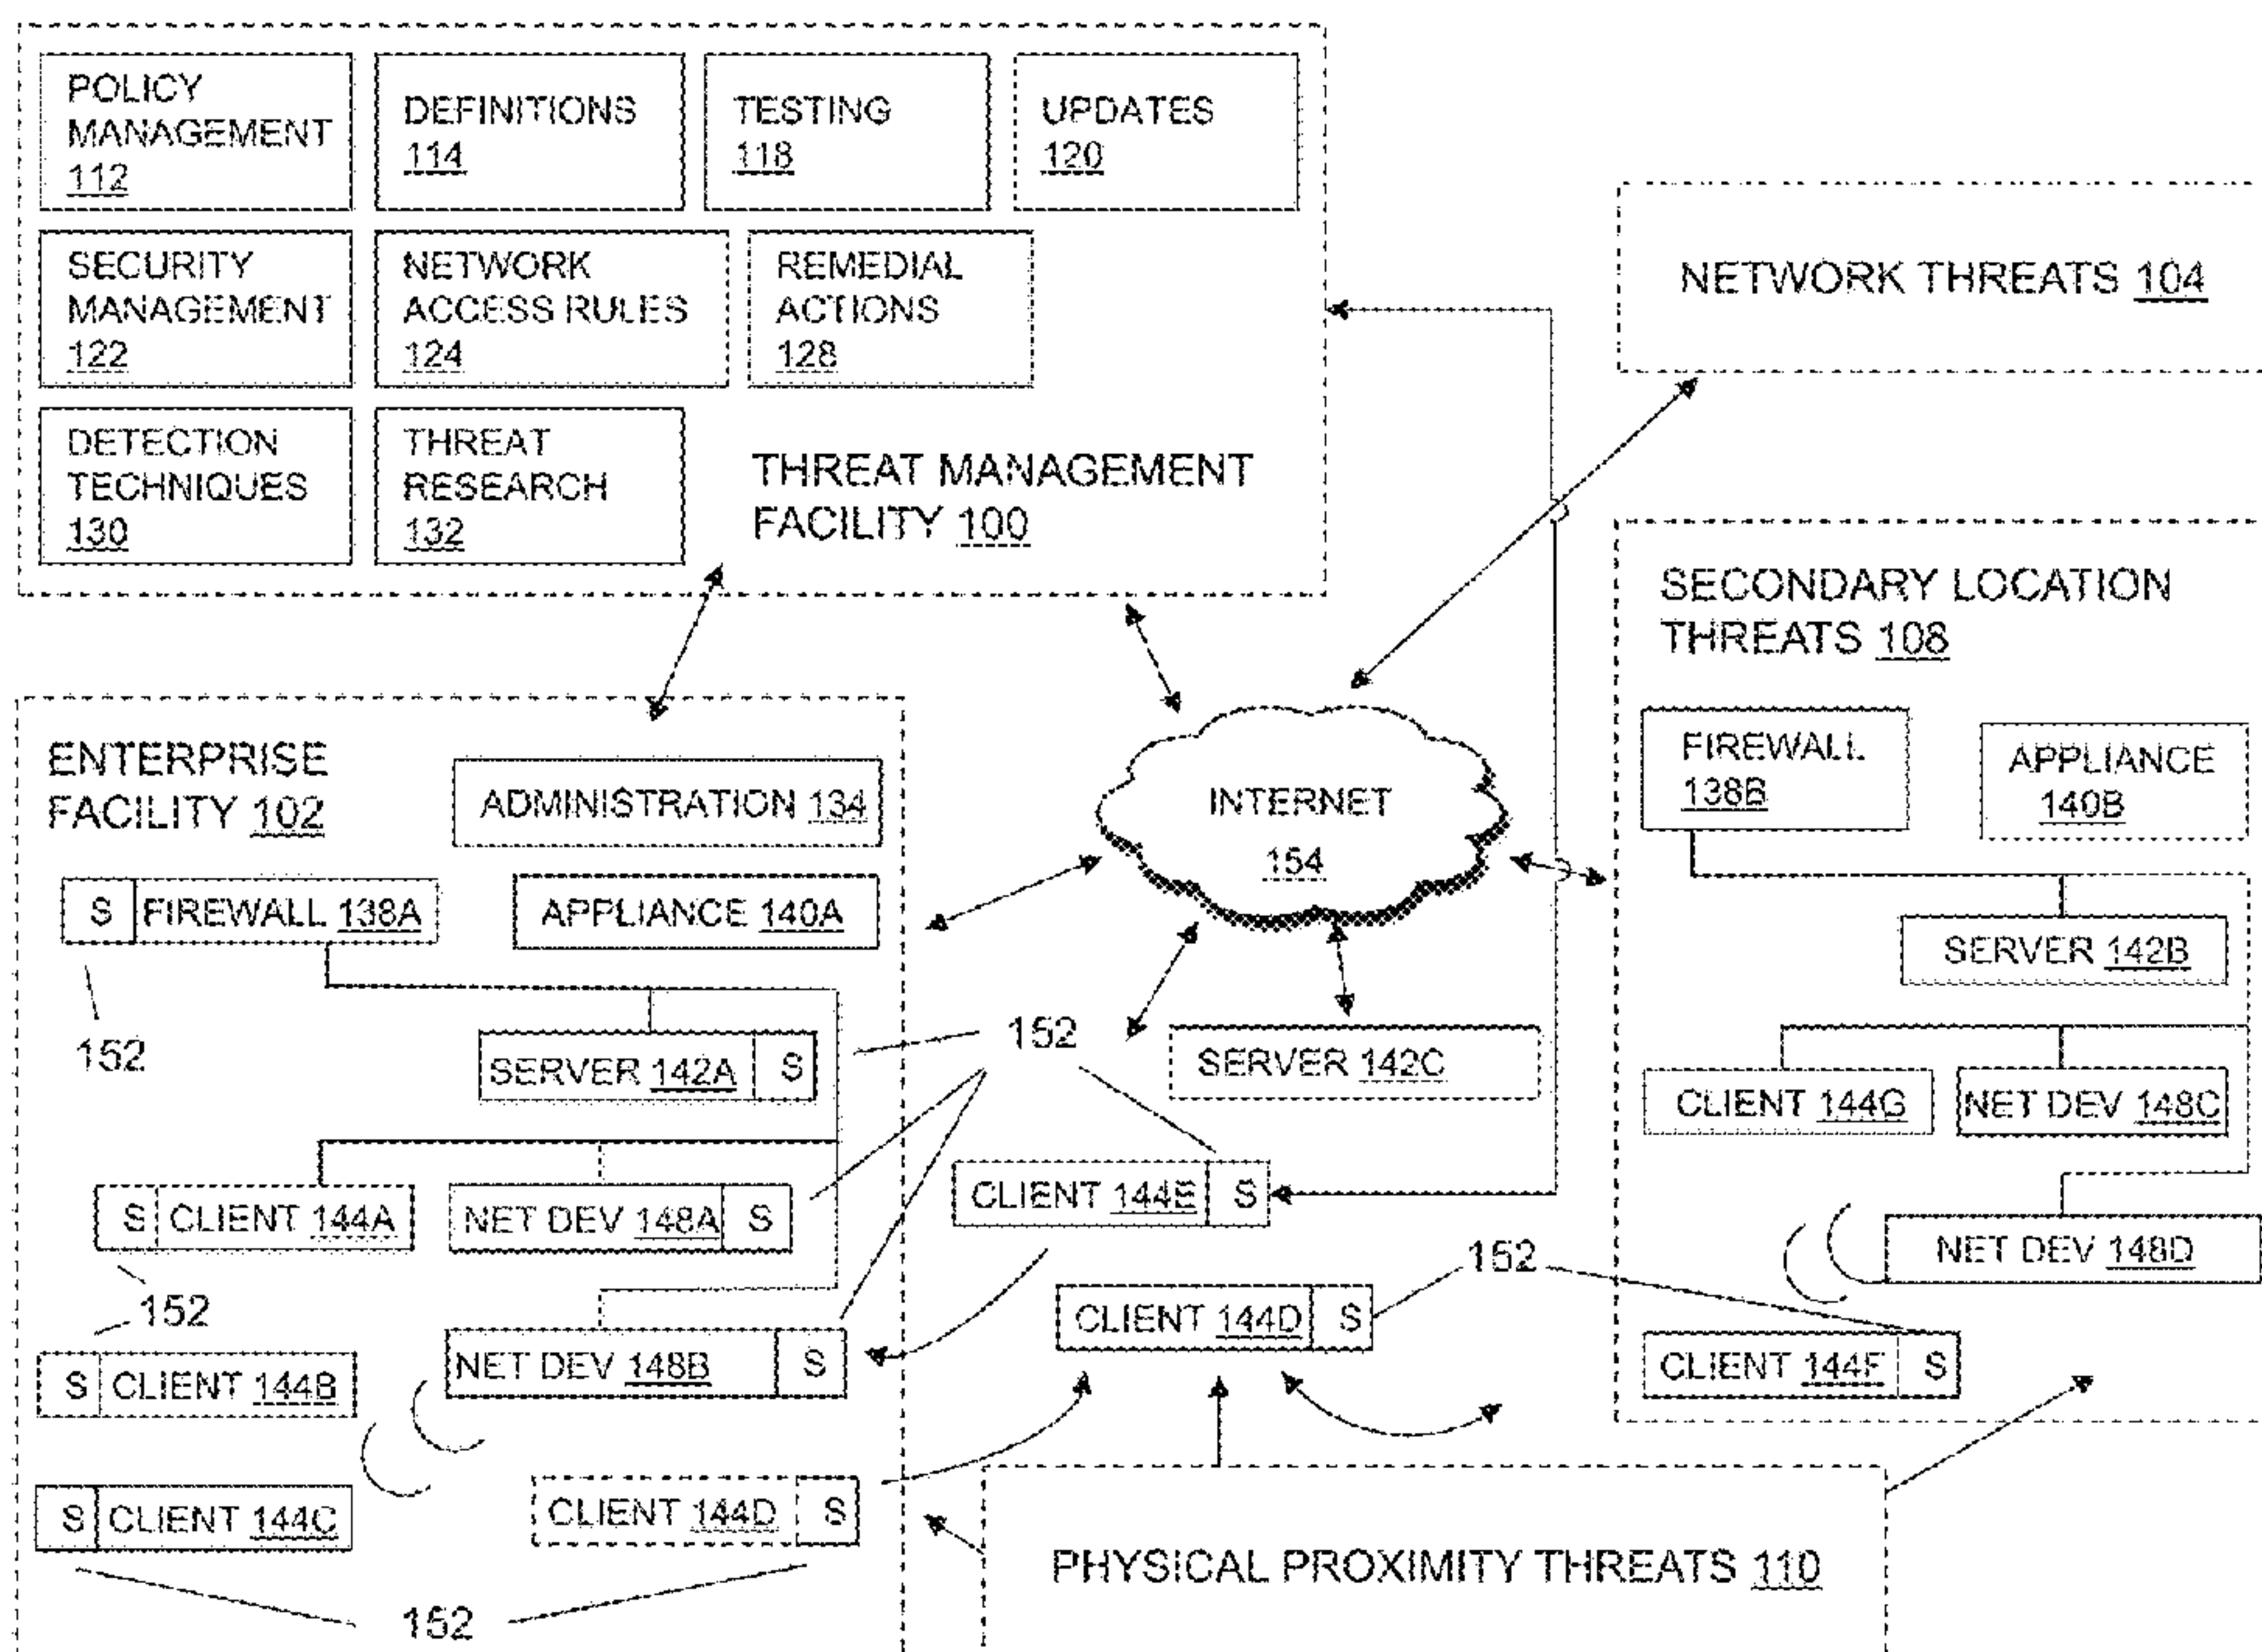 POLICY
MANAGEMENT
112
DEFINITIONS
114
TESTING
118
UPDATES
120
SECURITY
MANAGEMENT
122
NETWORK
ACCESS RULES
124
REMEDIAL
ACTIONS
128
DETECTION
TECHNIQUES
130
THREAT
RESEARCH
132
THREAT MANAGEMENT
FACILITY 100
NETWORK THREATS 104
SECONDARY LOCATION
THREATS 108
FIREWALL
138B
APPLIANCE
140B
SERVER 142B
CLIENT 144G
NET DEV 148C
NET DEV 148D
CLIENT 144F S
ENTERPRISE
FACILITY 102
ADMINISTRATION 134
S FIREWALL 138A
APPLIANCE 140A
152
SERVER 142A S
S CLIENT 144A
NET DEV 148A S
152
S CLIENT 144B
NET DEV 148B S
S CLIENT 144C
CLIENT 144D S
152
INTERNET
154
152
SERVER 142C
CLIENT 144E S
152
CLIENT 144D S
PHYSICAL PROXIMITY THREATS 110